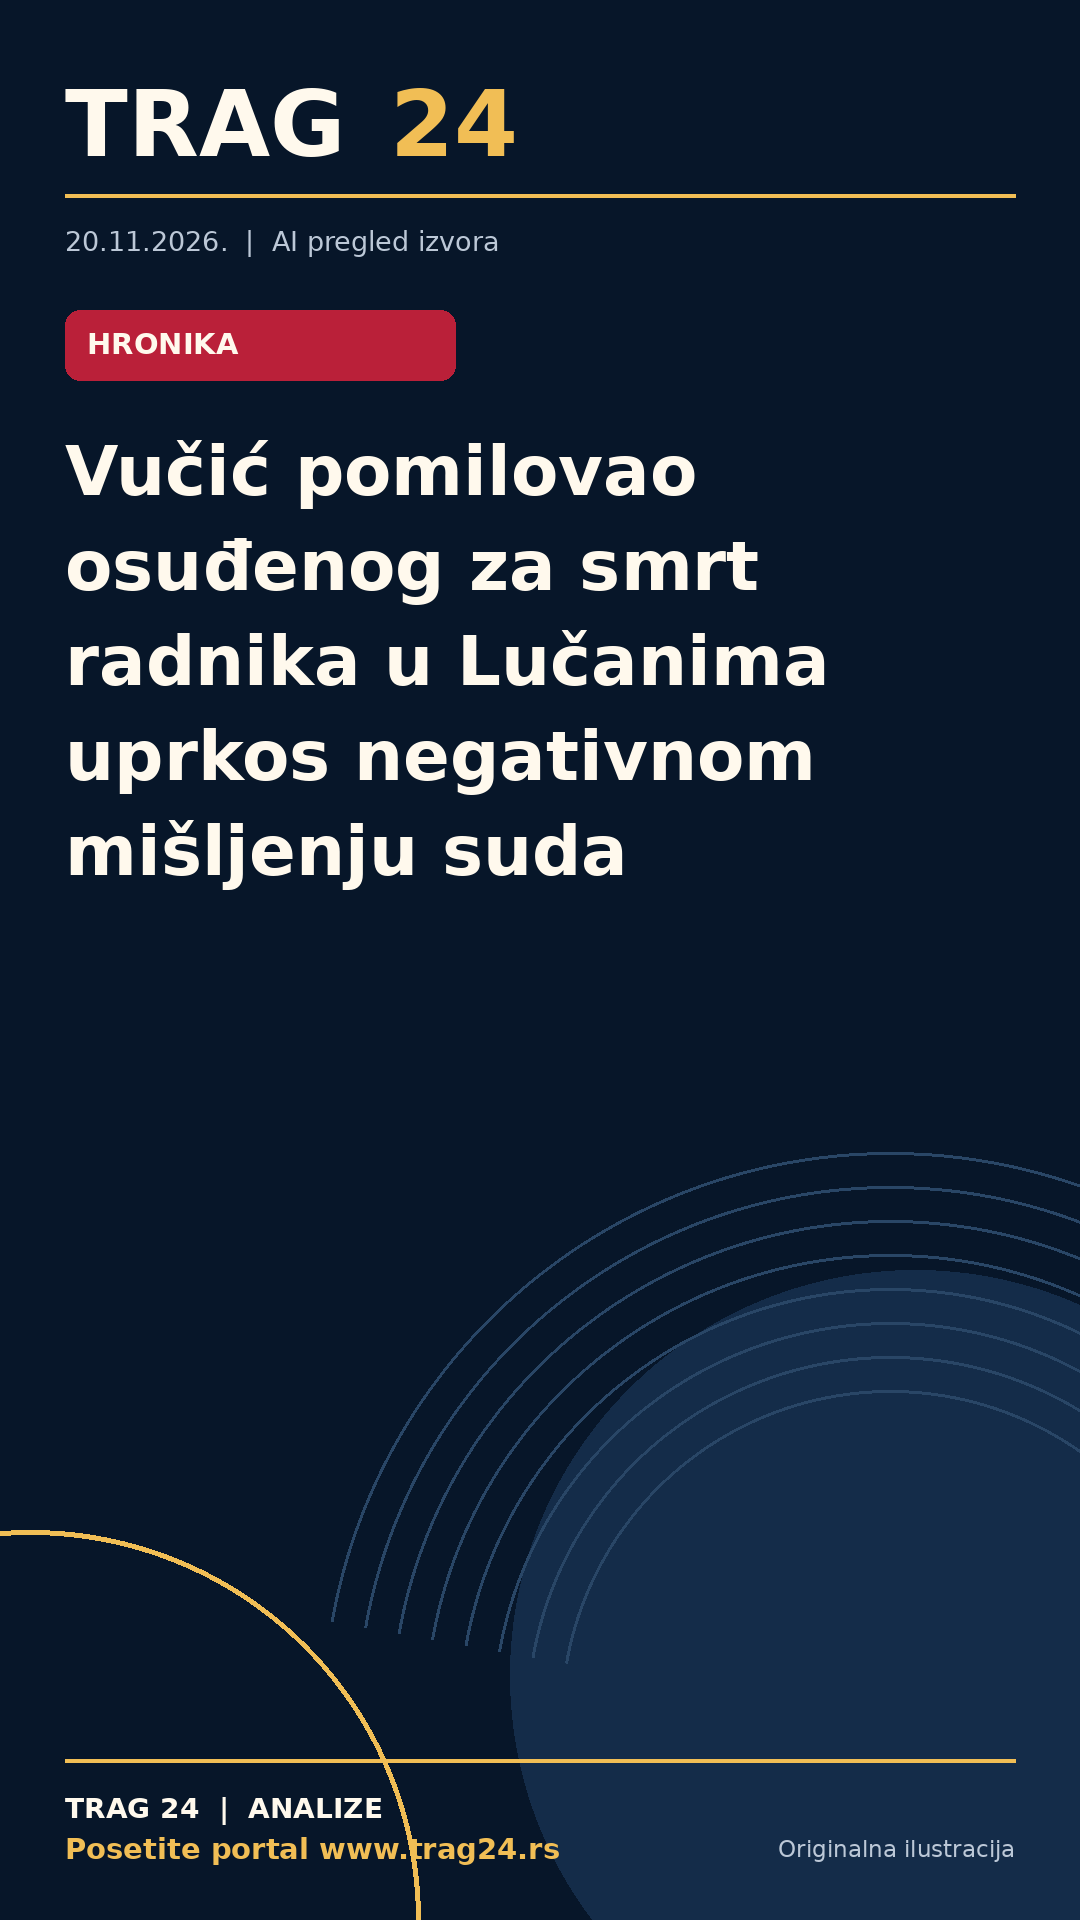 TRAG 24
20.11.2026. | AI pregled izvora
HRONIKA
Vučić pomilovao
osuđenog za smrt
radnika u Lučanima
uprkos negativnom
mišljenju suda
TRAG 24 | ANALIZE
Posetite portal www.trag24.rs
Originalna ilustracija